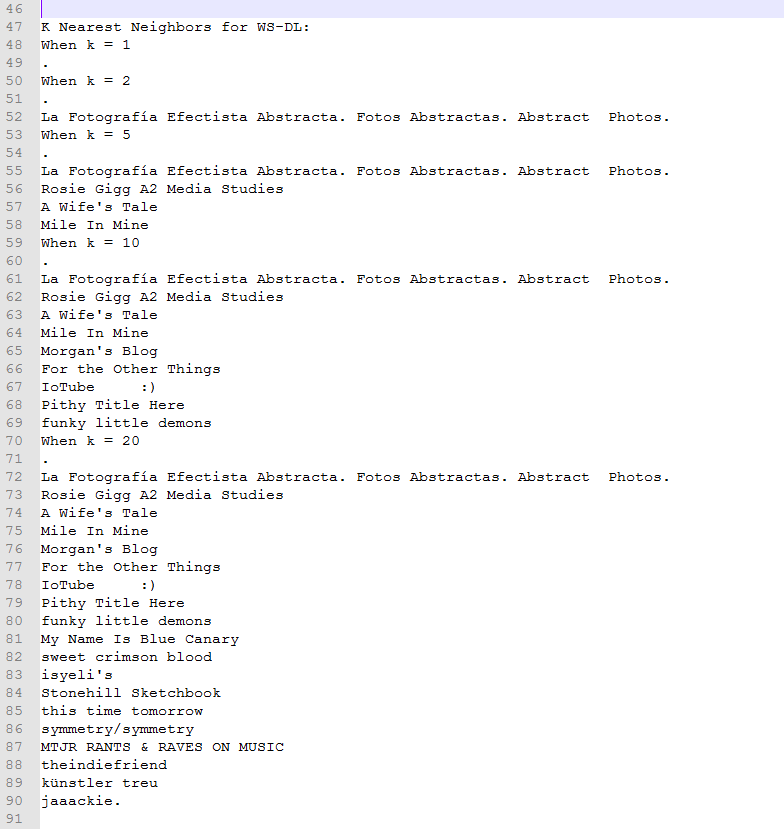 46
47 K Nearest Neighbors for WS-DL:
48 When k = 1
49 .
50 When k = 2
51 .
52 La Fotografía Efectista Abstracta. Fotos Abstractas. Abstract  Photos.
53 When k = 5
54 .
55 La Fotografía Efectista Abstracta. Fotos Abstractas. Abstract  Photos.
56 Rosie Gigg A2 Media Studies
57 A Wife's Tale
58 Mile In Mine
59 When k = 10
60 .
61 La Fotografía Efectista Abstracta. Fotos Abstractas. Abstract  Photos.
62 Rosie Gigg A2 Media Studies
63 A Wife's Tale
64 Mile In Mine
65 Morgan's Blog
66 For the Other Things
67 IoTube     :)
68 Pithy Title Here
69 funky little demons
70 When k = 20
71 .
72 La Fotografía Efectista Abstracta. Fotos Abstractas. Abstract  Photos.
73 Rosie Gigg A2 Media Studies
74 A Wife's Tale
75 Mile In Mine
76 Morgan's Blog
77 For the Other Things
78 IoTube     :)
79 Pithy Title Here
80 funky little demons
81 My Name Is Blue Canary
82 sweet crimson blood
83 isyeli's
84 Stonehill Sketchbook
85 this time tomorrow
86 symmetry/symmetry
87 MTJR RANTS & RAVES ON MUSIC
88 theindiefriend
89 künstler treu
90 jaaackie.
91